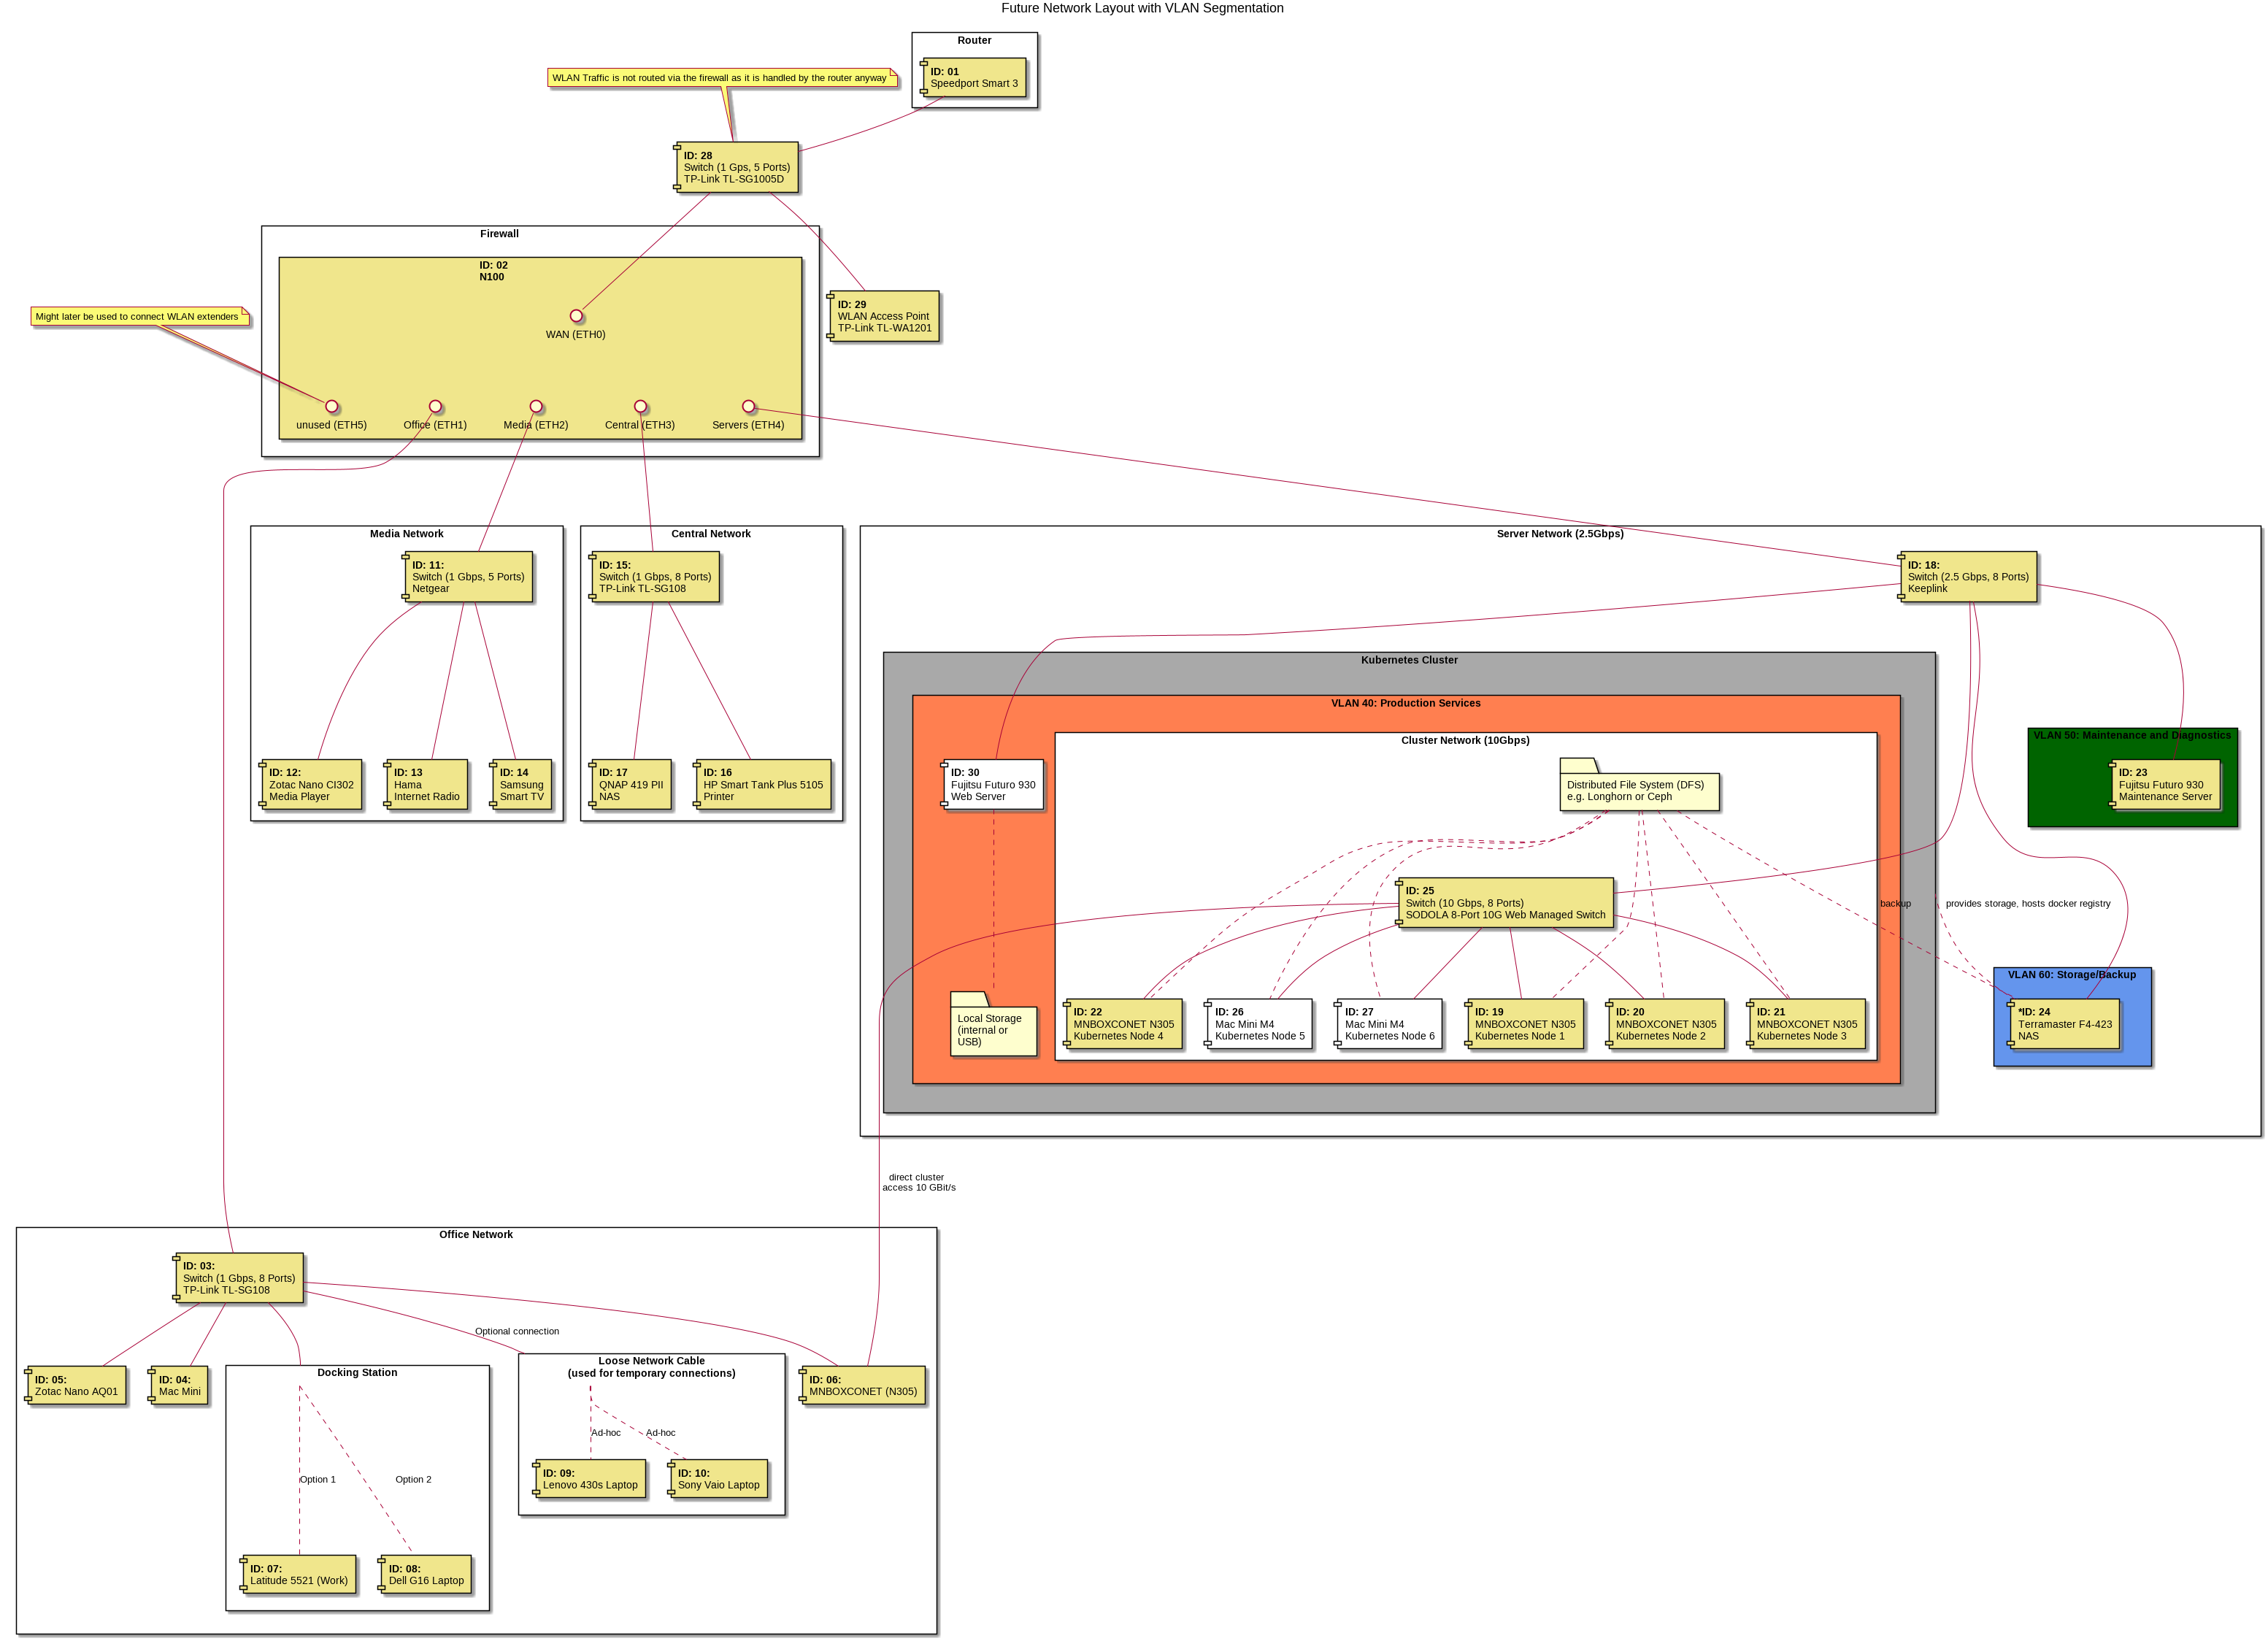 Future Network Layout with VLAN Segmentation
Router
ID: 01
Speedport Smart 3
WLAN Traffic is not routed via the firewall as it is handled by the router anyway
ID: 28
Switch (1 Gps, 5 Ports)
TP-Link TL-SG1005D
Firewall
ID: 02
N100
WAN (ETH0)
ID: 29
WLAN Access Point
TP-Link TL-WA1201
Might later be used to connect WLAN extenders
unused (ETH5)
Office (ETH1)
Media (ETH2)
Central (ETH3)
Servers (ETH4)
Media Network
ID: 11:
Switch (1 Gbps, 5 Ports)
Netgear
ID: 12:
Zotac Nano CI302
Media Player
ID: 13
Hama
Internet Radio
ID: 14
Samsung
Smart TV
Central Network
ID: 15:
Switch (1 Gbps, 8 Ports)
TP-Link TL-SG108
ID: 17
QNAP 419 PII
NAS
ID: 16
HP Smart Tank Plus 5105
Printer
Server Network (2.5Gbps)
ID: 18:
Switch (2.5 Gbps, 8 Ports)
Keeplink
Kubernetes Cluster
VLAN 40: Production Services
ID: 30
Fujitsu Futuro 930
Web Server
Local Storage
(internal or
USB)
Cluster Network (10Gbps)
Distributed File System (DFS)
e.g. Longhorn or Ceph
ID: 25
Switch (10 Gbps, 8 Ports)
SODOLA 8-Port 10G Web Managed Switch
ID: 22
MNBOXCONET N305
Kubernetes Node 4
ID: 26
Mac Mini M4
Kubernetes Node 5
ID: 27
Mac Mini M4
Kubernetes Node 6
ID: 19
MNBOXCONET N305
Kubernetes Node 1
ID: 20
MNBOXCONET N305
Kubernetes Node 2
ID: 21
MNBOXCONET N305
Kubernetes Node 3
VLAN 50: Maintenance and Diagnostics
ID: 23
Fujitsu Futuro 930
Maintenance Server
backup
provides storage, hosts docker registry
VLAN 60: Storage/Backup
*ID: 24
Terramaster F4-423
NAS
direct cluster
access 10 GBit/s
Office Network
ID: 03:
Switch (1 Gbps, 8 Ports)
TP-Link TL-SG108
Optional connection
ID: 05:
Zotac Nano AQ01
ID: 04:
Mac Mini
Docking Station
Option 1
Option 2
ID: 07:
Latitude 5521 (Work)
ID: 08:
Dell G16 Laptop
Loose Network Cable
(used for temporary connections)
Ad-hoc
Ad-hoc
ID: 09:
Lenovo 430s Laptop
ID: 10:
Sony Vaio Laptop
ID: 06:
MNBOXCONET (N305)